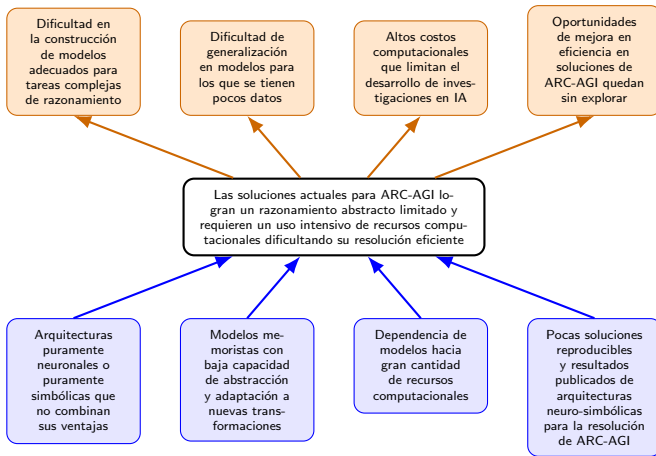 Dificultad en
la construcción
de modelos
adecuados para
tareas complejas
de razonamiento
Dificultad de
generalización
en modelos para
los que se tienen
pocos datos
Altos costos
computacionales
que limitan el
desarrollo de inves-
tigaciones en IA
Oportunidades
de mejora en
eficiencia en
soluciones de
ARC-AGI quedan
sin explorar
Las soluciones actuales para ARC-AGI lo-
gran un razonamiento abstracto limitado y
requieren un uso intensivo de recursos compu-
tacionales dificultando su resolución eficiente
Arquitecturas
puramente
neuronales o
puramente
simbólicas que
no combinan
sus ventajas
Modelos me-
moristas con
baja capacidad
de abstracción
y adaptación a
nuevas trans-
formaciones
Dependencia de
modelos hacia
gran cantidad
de recursos
computacionales
Pocas soluciones
reproducibles
y resultados
publicados de
arquitecturas
neuro-simbólicas
para la resolución
de ARC-AGI